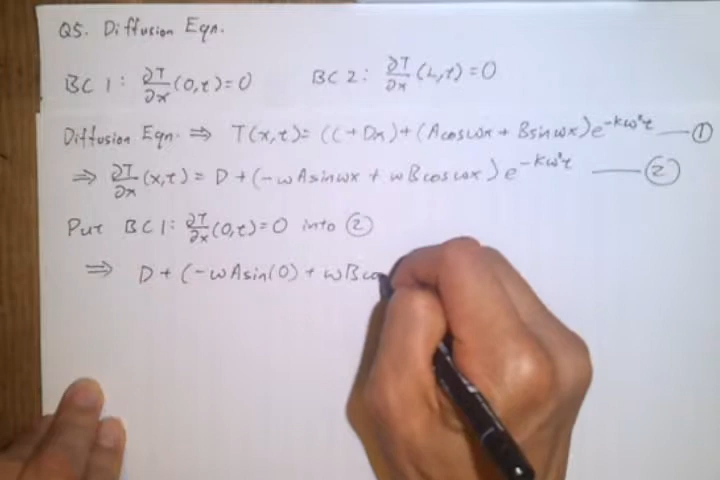 Q5. Diffusion Eqn.
BC 1: ∂T/∂x (0,t)=0 BC 2: ∂T/∂x (L,t)=0
Diffusion Eqn. ⇒ T(x,t)= (C+Dx)+(Acosωx+Bsinωx)e^-kω²t —①
⇒ ∂T/∂x (x,t) = D+(-ωAsinωx + ωBcosωx)e^-kω²t —②
Put BC1: ∂T/∂x (0,t)=0 into ②
⇒ D+(-ωAsin(0)+ωBco